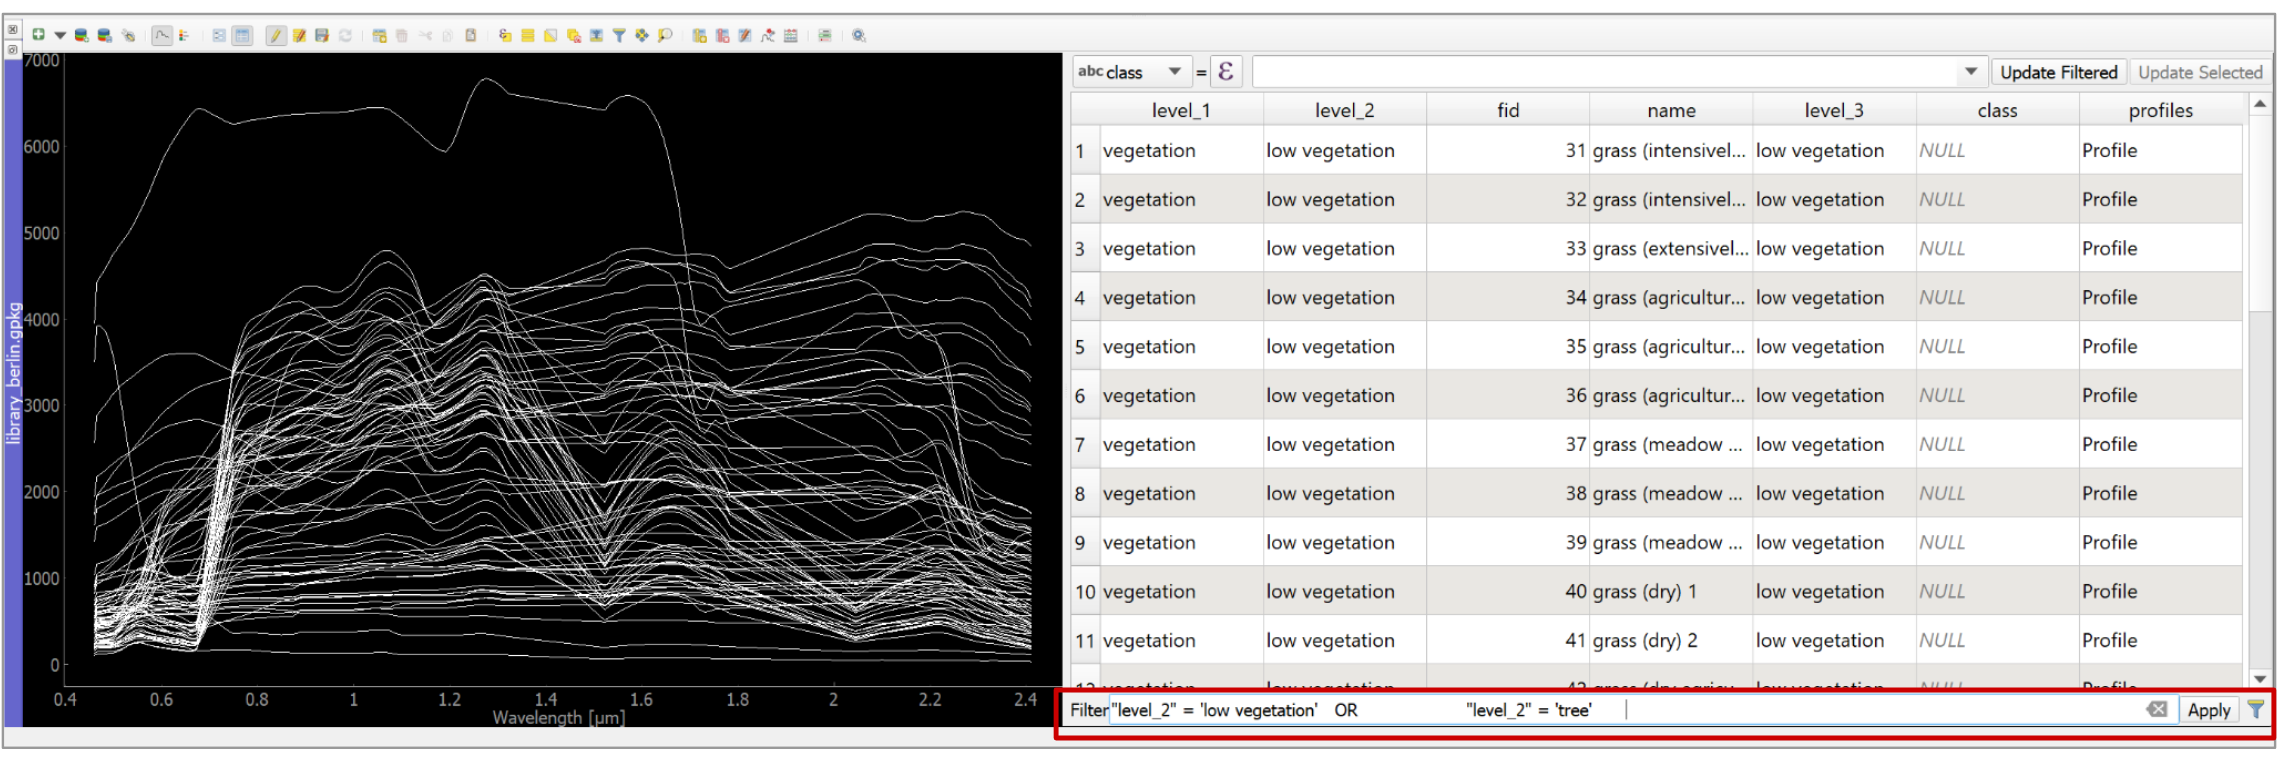 abc class = ε Update Filtered Update Selected
level_1 level_2 fid name level_3 class profiles
1 vegetation low vegetation 31 grass (intensivel... low vegetation NULL Profile
2 vegetation low vegetation 32 grass (intensivel... low vegetation NULL Profile
3 vegetation low vegetation 33 grass (extensivel... low vegetation NULL Profile
4 vegetation low vegetation 34 grass (agricultur... low vegetation NULL Profile
5 vegetation low vegetation 35 grass (agricultur... low vegetation NULL Profile
6 vegetation low vegetation 36 grass (agricultur... low vegetation NULL Profile
7 vegetation low vegetation 37 grass (meadow ... low vegetation NULL Profile
8 vegetation low vegetation 38 grass (meadow ... low vegetation NULL Profile
9 vegetation low vegetation 39 grass (meadow ... low vegetation NULL Profile
10 vegetation low vegetation 40 grass (dry) 1 low vegetation NULL Profile
11 vegetation low vegetation 41 grass (dry) 2 low vegetation NULL Profile
Filter "level_2" = 'low vegetation' OR "level_2" = 'tree' Apply
library_berlin.gpkg
7000
6000
5000
4000
3000
2000
1000
0
0.4 0.6 0.8 1 1.2 1.4 1.6 1.8 2 2.2 2.4
Wavelength [µm]